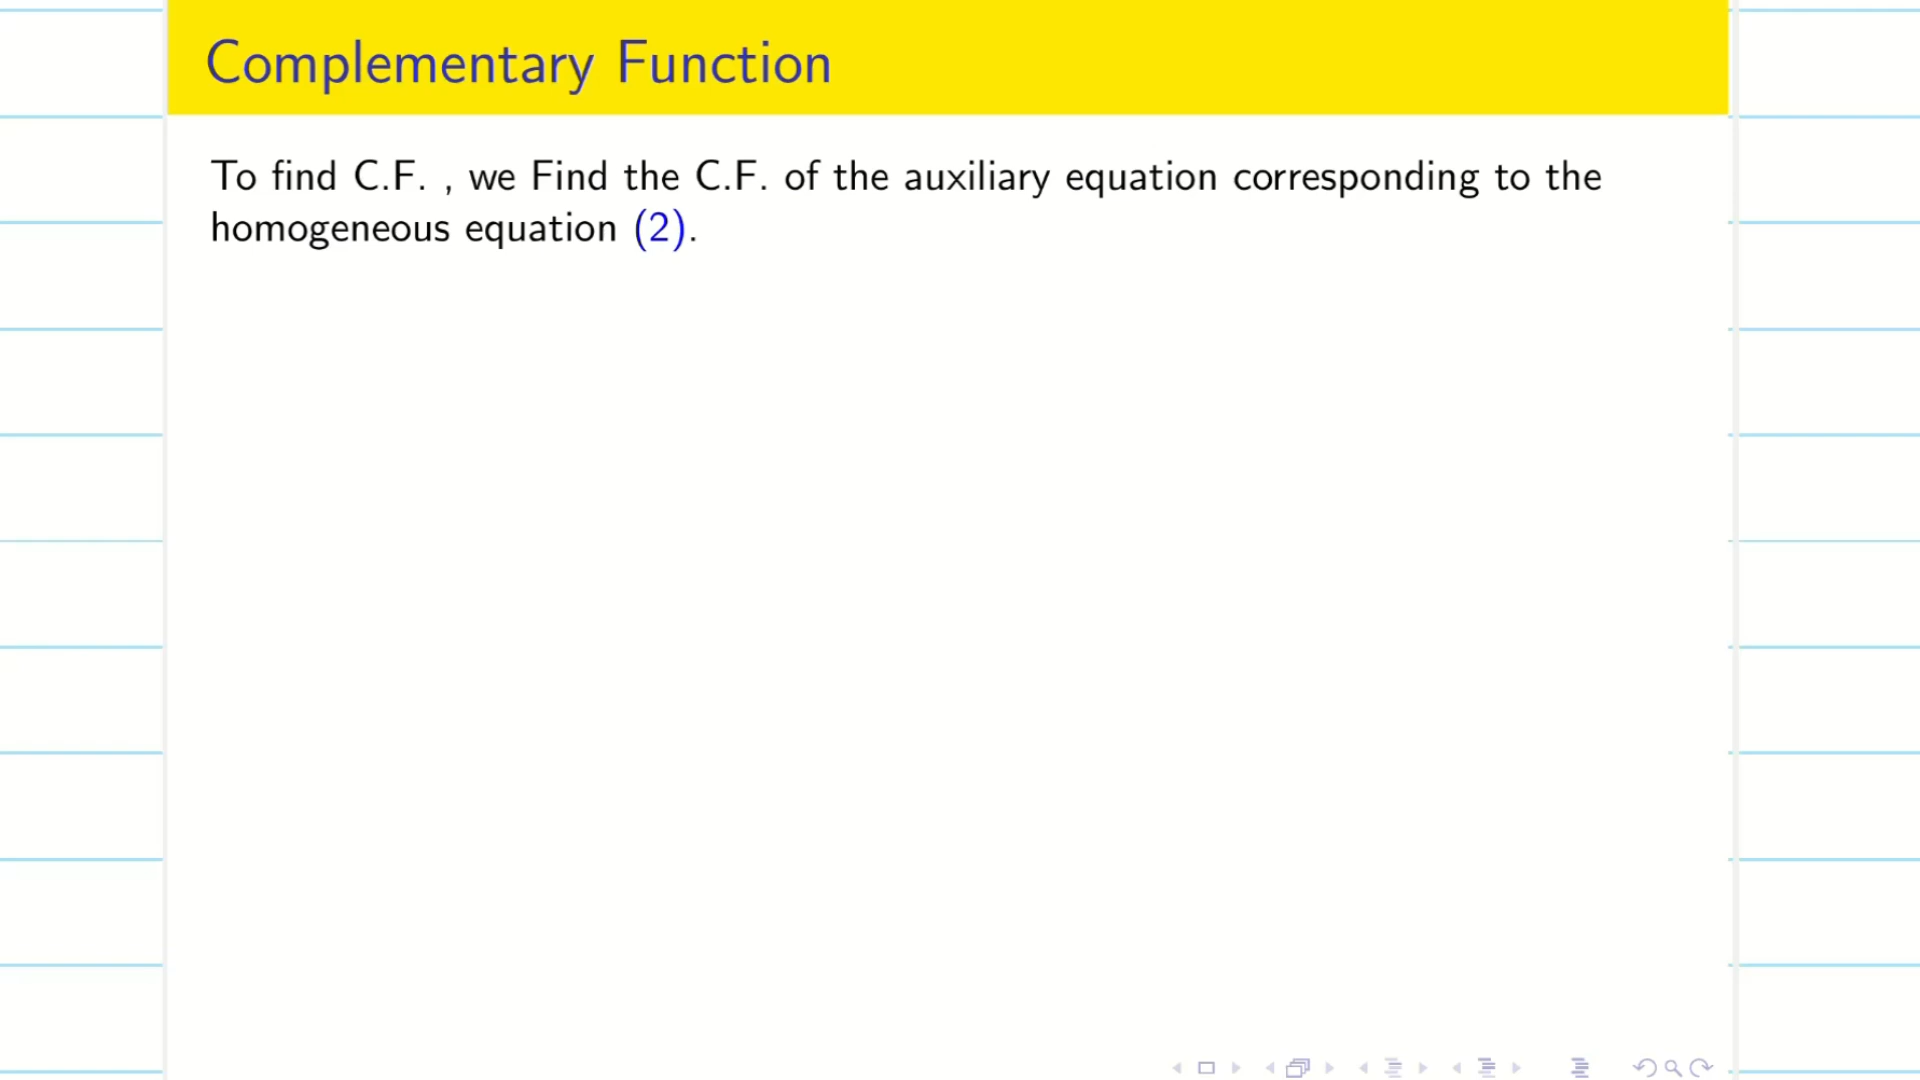 Complementary Function
To find C.F. , we Find the C.F. of the auxiliary equation corresponding to the
homogeneous equation (2).